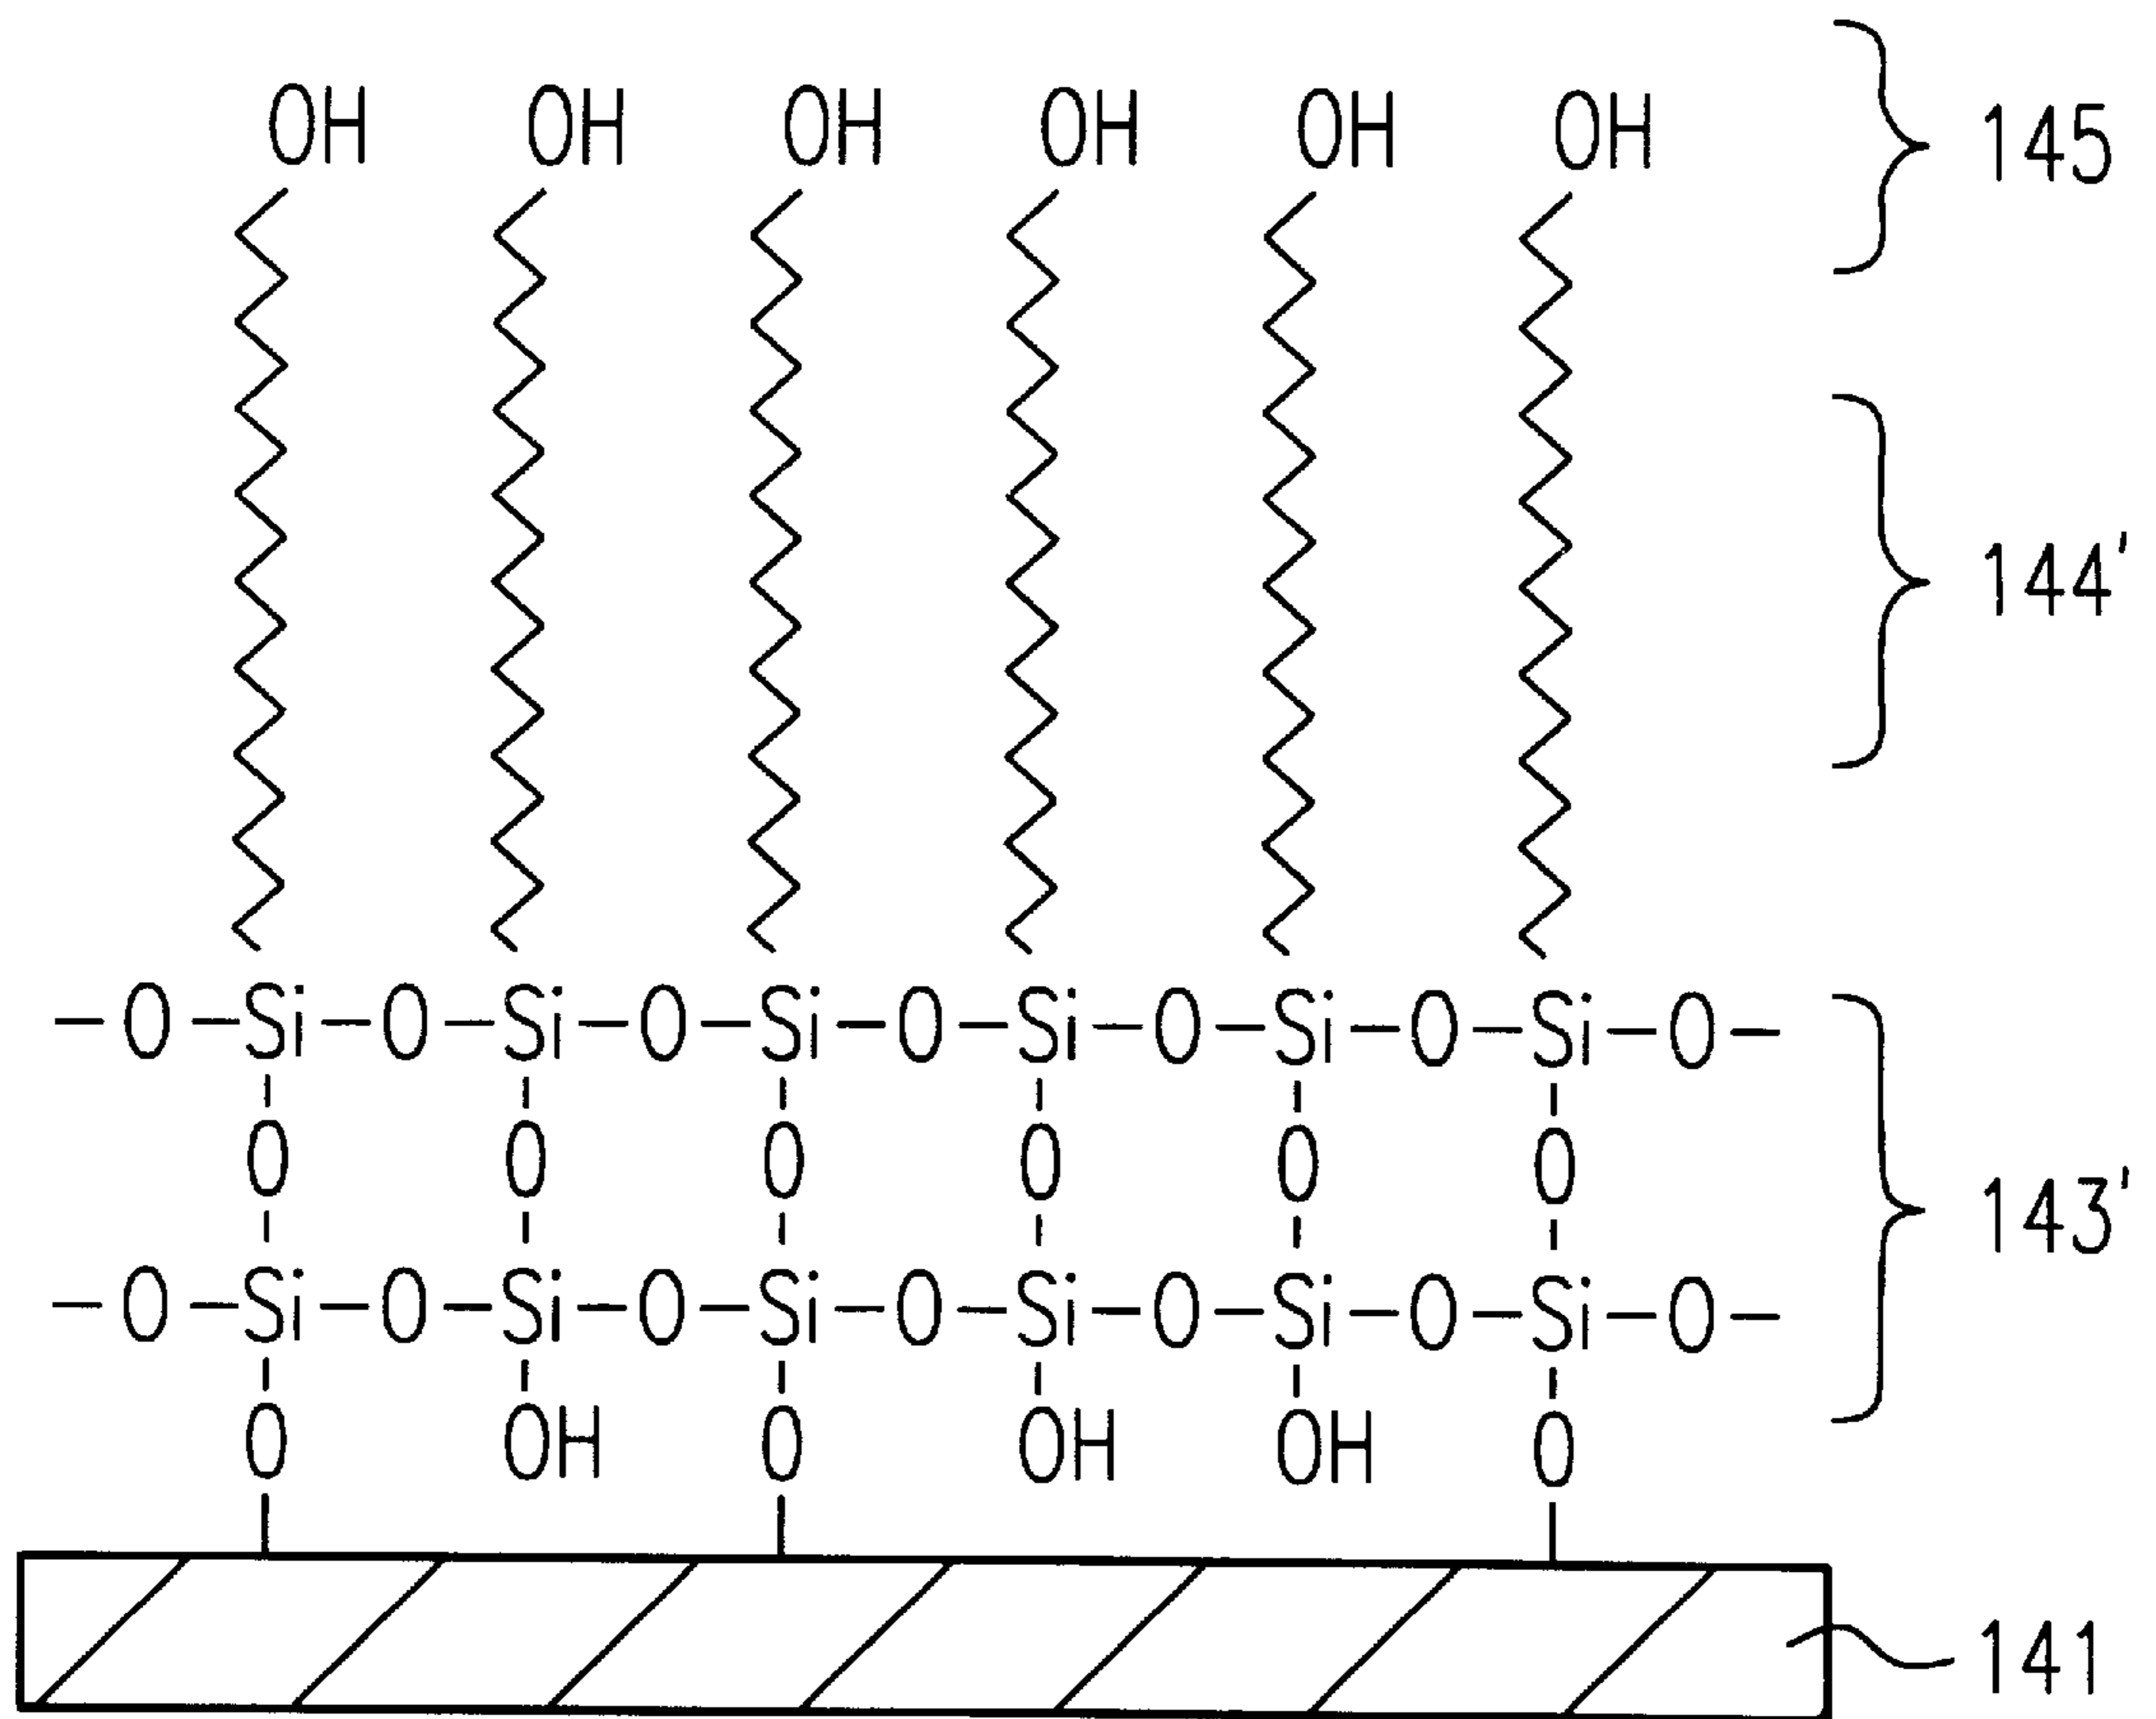 OH OH OH OH OH OH 145
144'
–O–Si–O–Si–O–Si–O–Si–O–Si–O–Si–O–
O O O O O O 143'
–O–Si–O–Si–O–Si–O–Si–O–Si–O–Si–O–
O OH O OH OH O
141